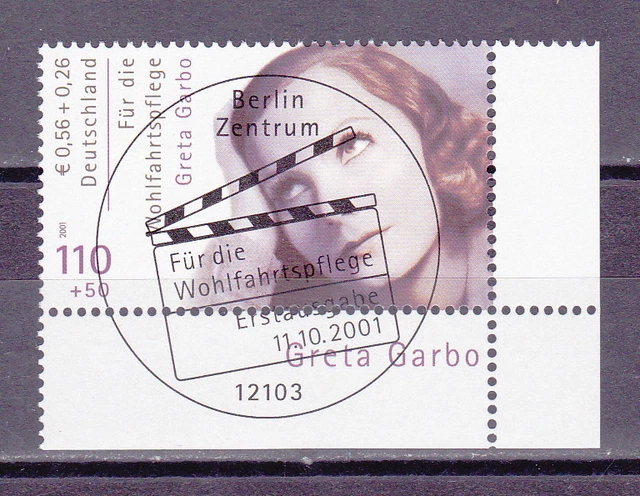 € 0,56 + 0,26
Deutschland
Für die
Wohlfahrtspflege
Greta Garbo
2001
110
+50
Berlin
Zentrum
Für die
Wohlfahrtspflege
Erstausgabe
11.10.2001
12103
Greta Garbo